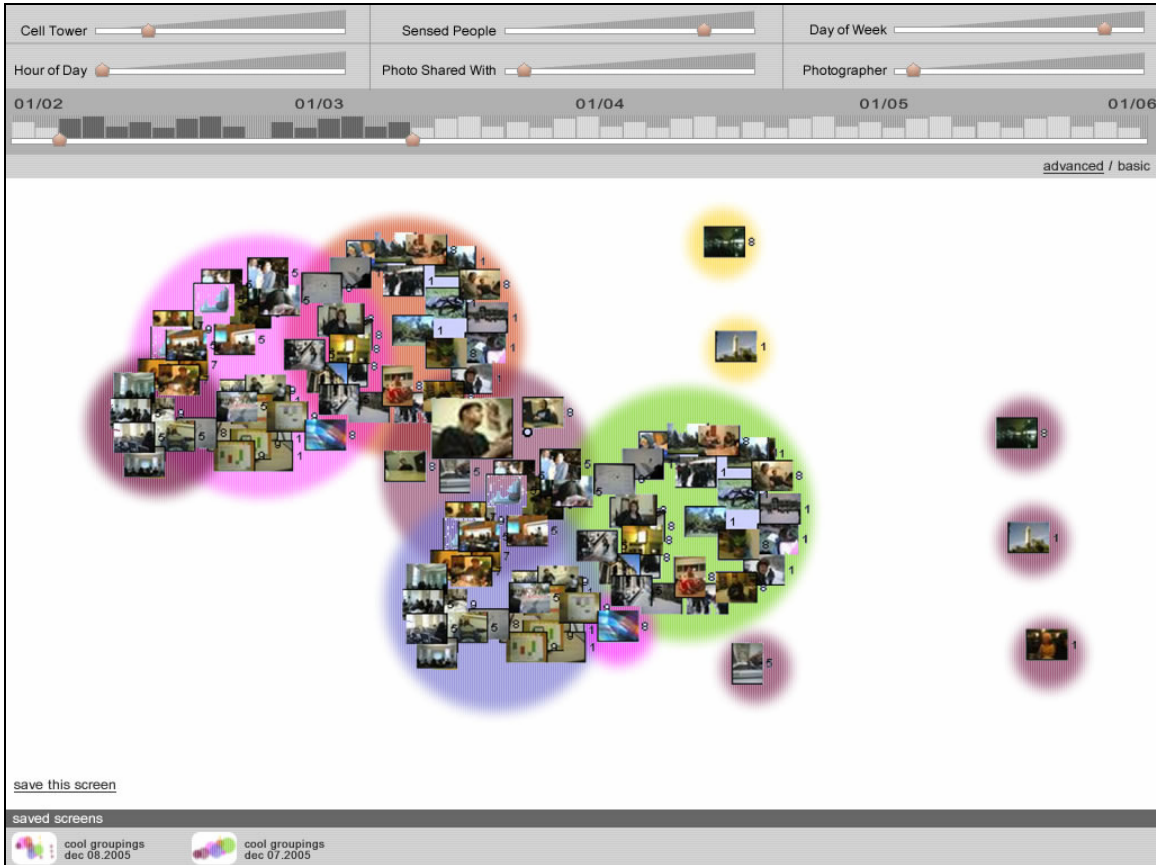 Cell Tower
Sensed People
Day of Week
Hour of Day
Photo Shared With
Photographer
01/02 01/03 01/04 01/05 01/06
advanced / basic
8
1
8
1
1
5
save this screen
saved screens
cool groupings
dec 08.2005
cool groupings
dec 07.2005